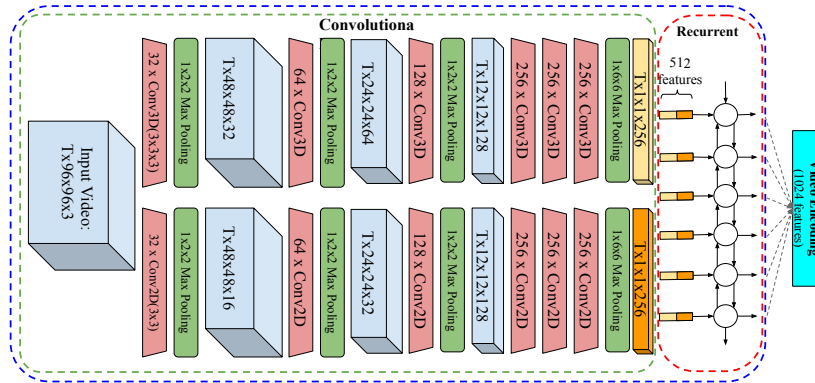 Convolutiona
Recurrent
Input Video:
Tx96x96x3
32 x Conv3D(3x3x3)
1x2x2 Max Pooling
Tx48x48x32
64 x Conv3D
1x2x2 Max Pooling
Tx24x24x64
128 x Conv3D
1x2x2 Max Pooling
Tx12x12x128
256 x Conv3D
256 x Conv3D
256 x Conv3D
1x6x6 Max Pooling
Tx1x1x256
32 x Conv2D(3x3)
1x2x2 Max Pooling
Tx48x48x16
64 x Conv2D
1x2x2 Max Pooling
Tx24x24x32
128 x Conv2D
1x2x2 Max Pooling
Tx12x12x128
256 x Conv2D
256 x Conv2D
256 x Conv2D
1x6x6 Max Pooling
Tx1x1x256
512
features
Video Encoding
(1024 features)